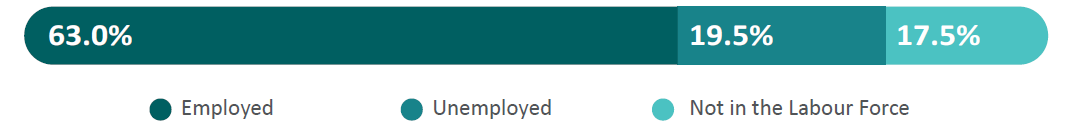 63.0% 19.5% 17.5%
Employed Unemployed Not in the Labour Force